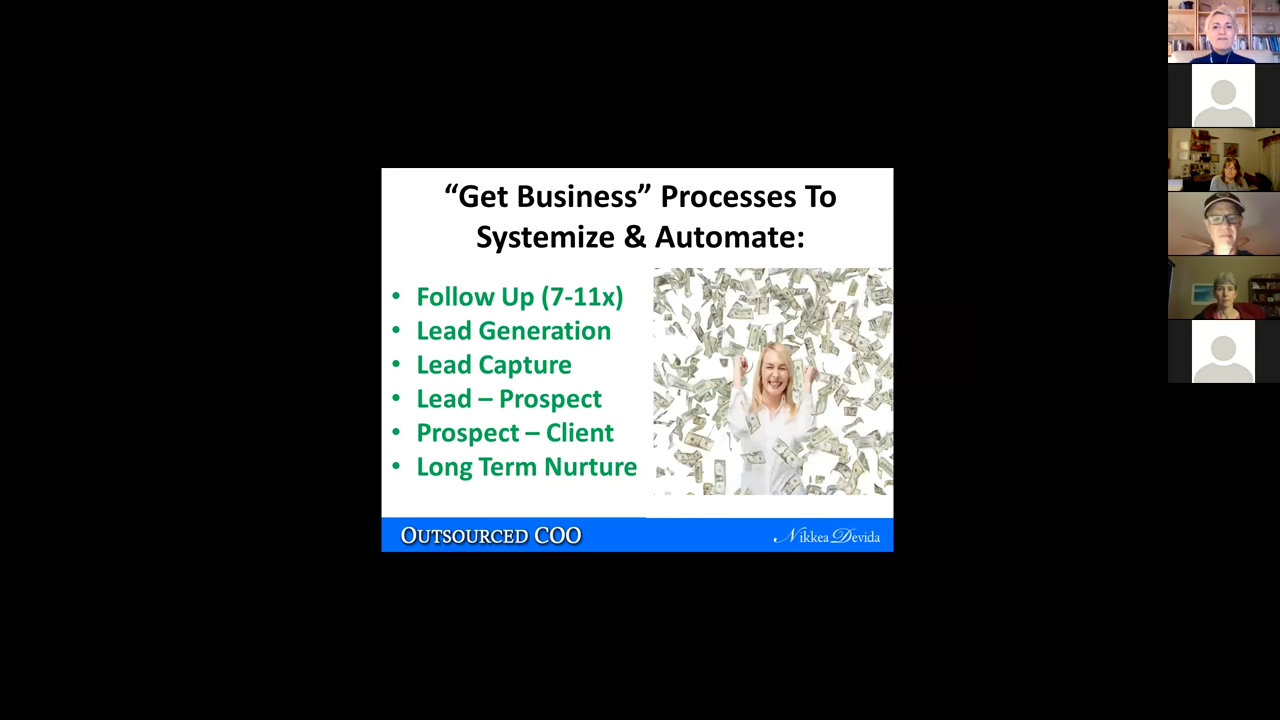 “Get Business” Processes To
Systemize & Automate:
• Follow Up (7-11x)
• Lead Generation
• Lead Capture
• Lead – Prospect
• Prospect – Client
• Long Term Nurture
OUTSOURCED COO
Nikkea Devida